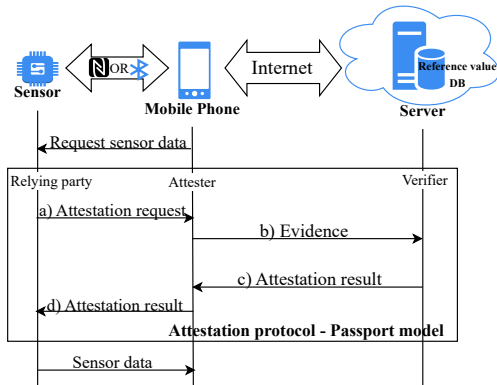 OR
Internet
Reference value
DB
Sensor
Mobile Phone
Server
Request sensor data
Relying party
Attester
Verifier
a) Attestation request
b) Evidence
c) Attestation result
d) Attestation result
Attestation protocol - Passport model
Sensor data